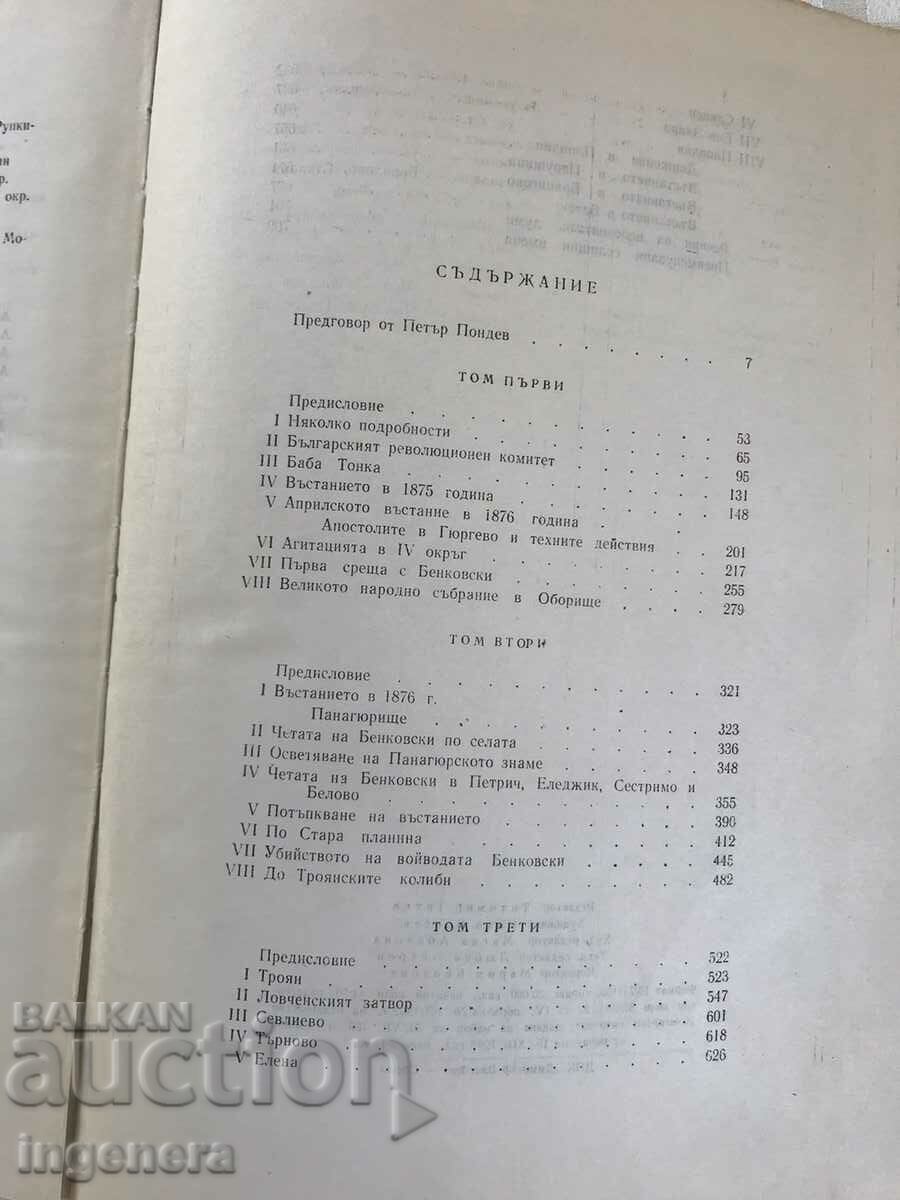 Рупки-
ан
р.
окр.
Мо-
СЪДЪРЖАНИЕ
Предговор от Петър Пондев . . . . . . . . 7
ТОМ ПЪРВИ
Предисловие . . . . . . . . . . . 53
I Няколко подробности . . . . . . . . . 65
II Българският революционен комитет . . . . . . 95
III Баба Тонка . . . . . . . . . . . 131
IV Въстанието в 1875 година . . . . . . . . 148
V Априлското въстание в 1876 година .
Апостолите в Гюргево и техните действия . . . 201
VI Агитацията в IV окръг . . . . . . . . 217
VII Първа среща с Бенковски . . . . . . . 255
VIII Великото народно събрание в Оборище . . . . 279
ТОМ ВТОРИ
Предисловие . . . . . . . . . . . 321
I Въстанието в 1876 г.
Панагюрище . . . . . . . . . . 323
II Четата на Бенковски по селата . . . . . . 336
III Осветяване на Панагюрското знаме . . . . . 348
IV Четата на Бенковски в Петрич, Еледжик, Сестримо и
Белово . . . . . . . . . . . 355
V Потъпкване на въстанието . . . . . . . 390
VI По Стара планина . . . . . . . . . 412
VII Убийството на войводата Бенковски . . . . . 445
VIII До Троянските колиби . . . . . . . . 482
ТОМ ТРЕТИ
Предисловие . . . . . . . . . . . 522
I Троян . . . . . . . . . . . . 523
II Ловченският затвор . . . . . . . . . 547
III Севлиево . . . . . . . . . . . 601
IV Търново . . . . . . . . . . . 618
V Елена . . . . . . . . . . . . 626
BALKAN
auction
ingenera